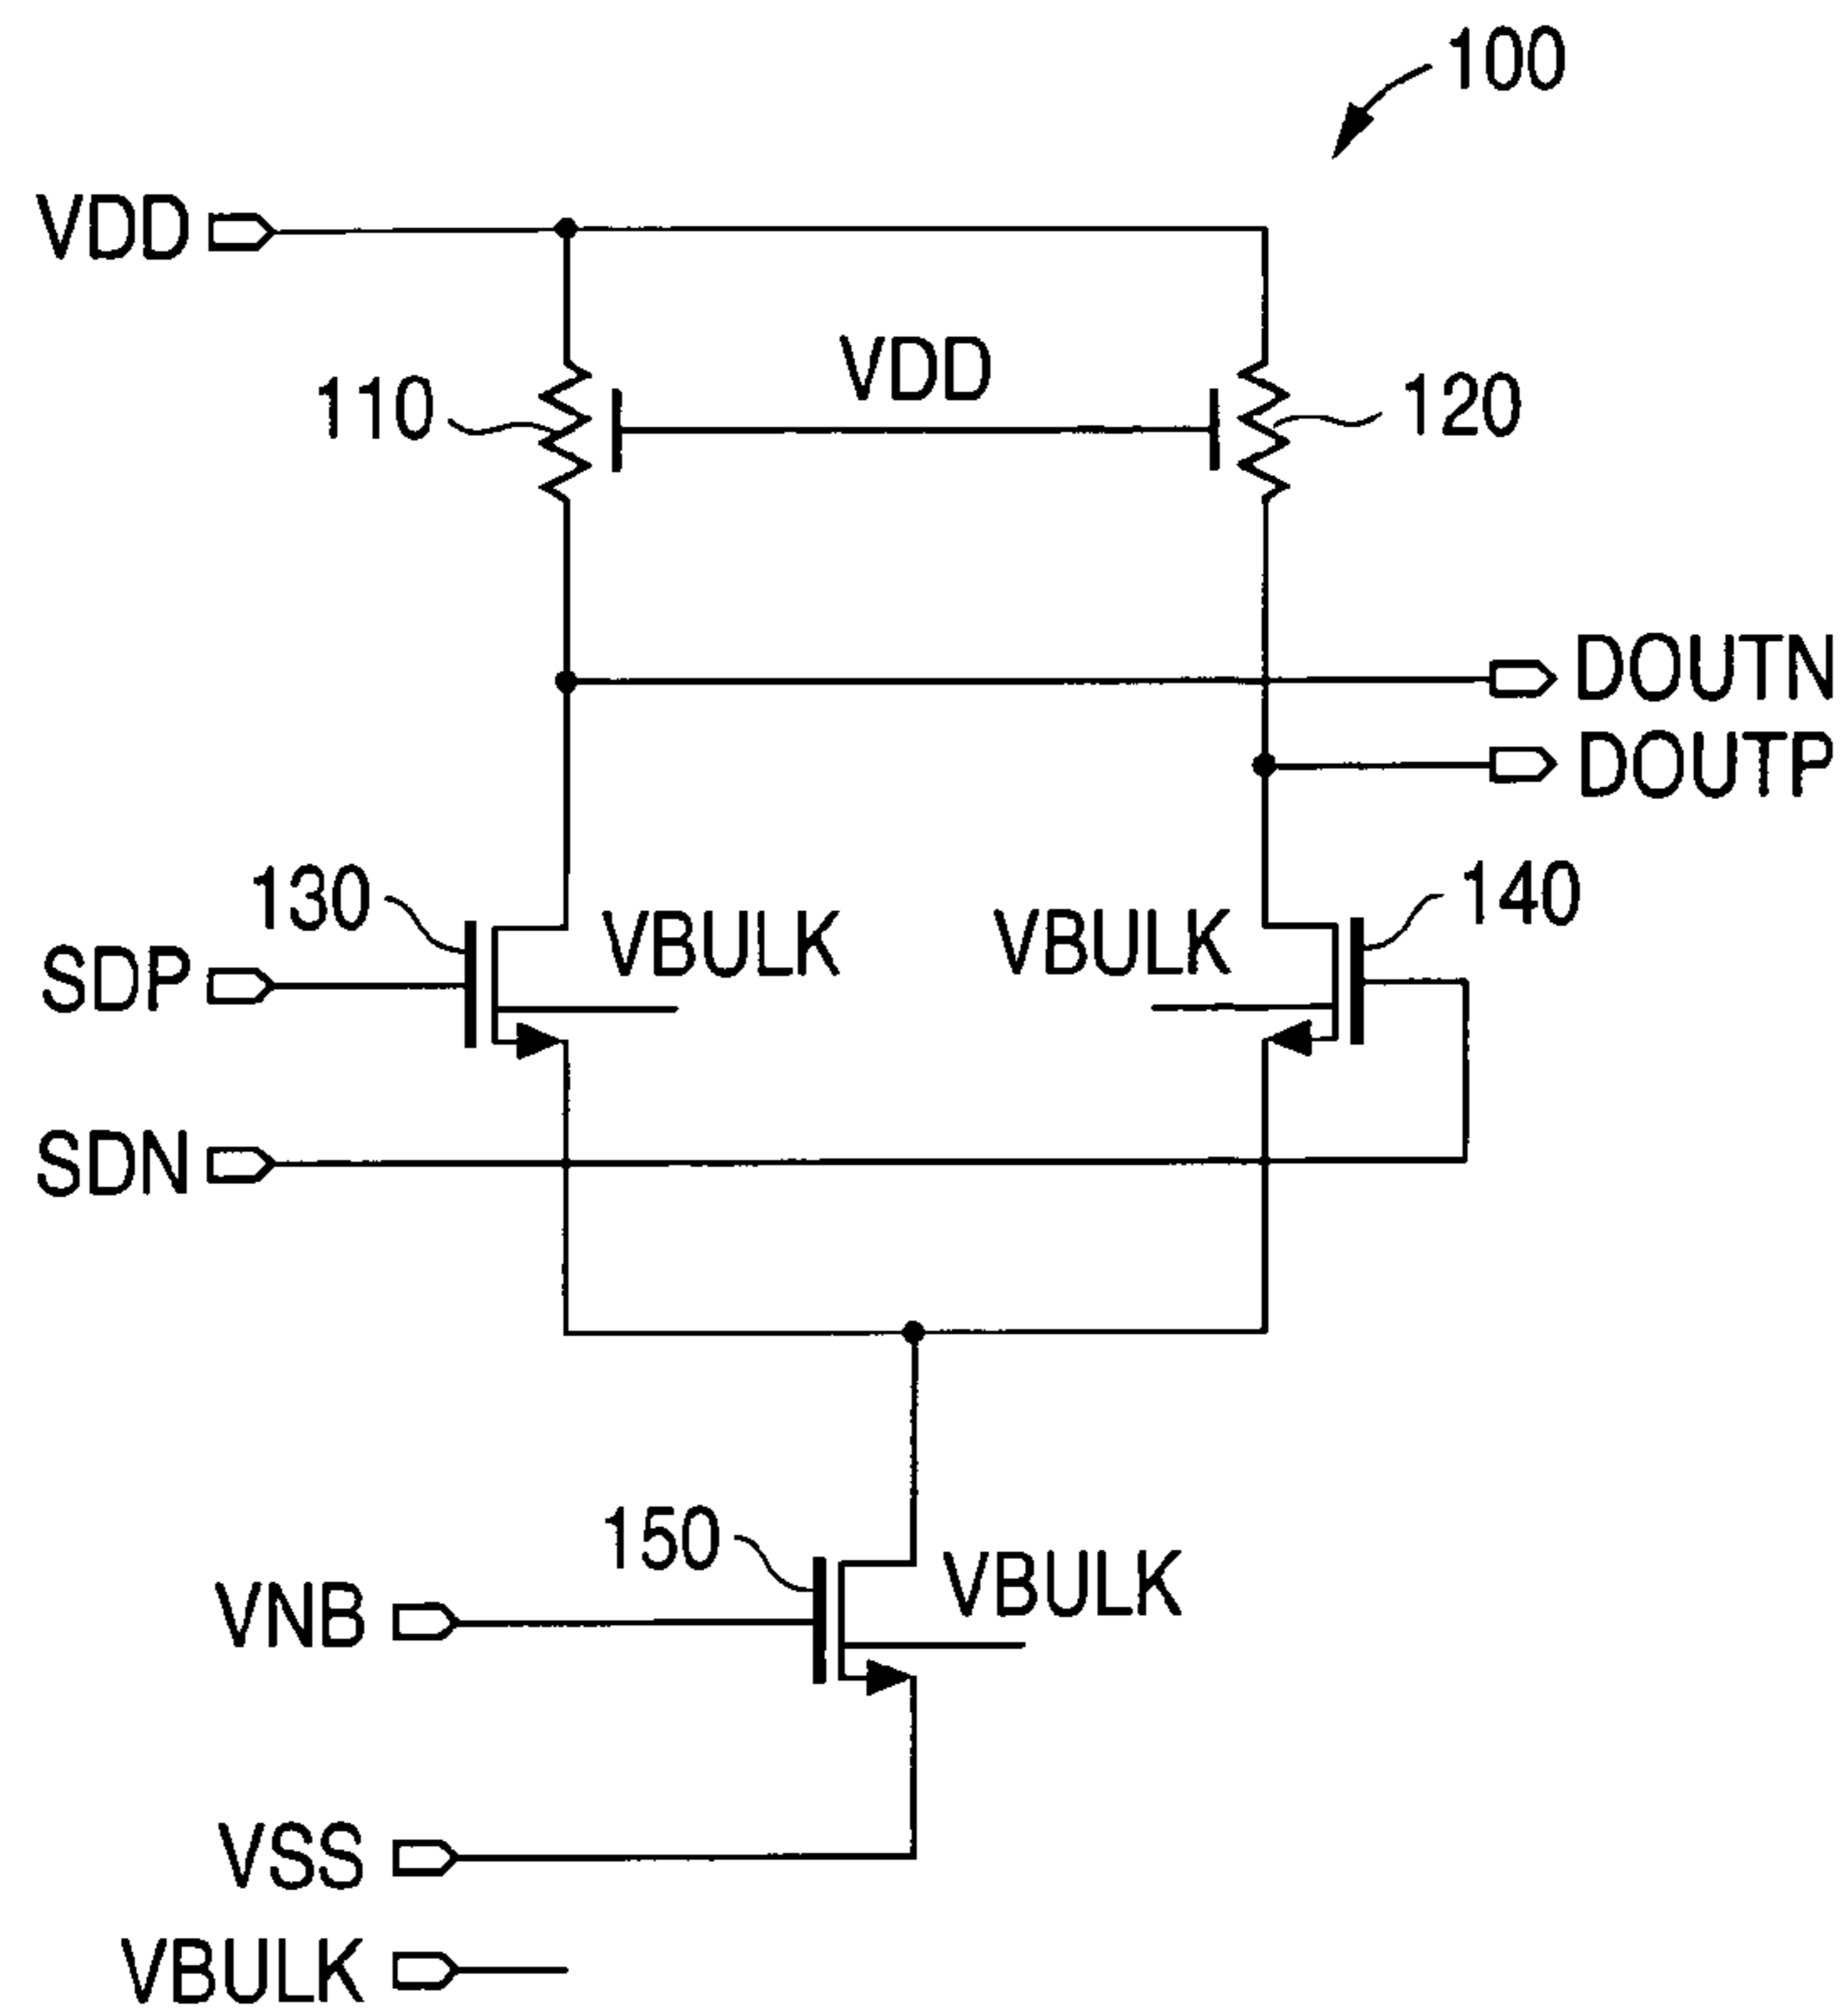 100
VDD
VDD
110
120
DOUTN
DOUTP
130
VBULK
VBULK
140
SDP
SDN
150
VBULK
VNB
VSS
VBULK